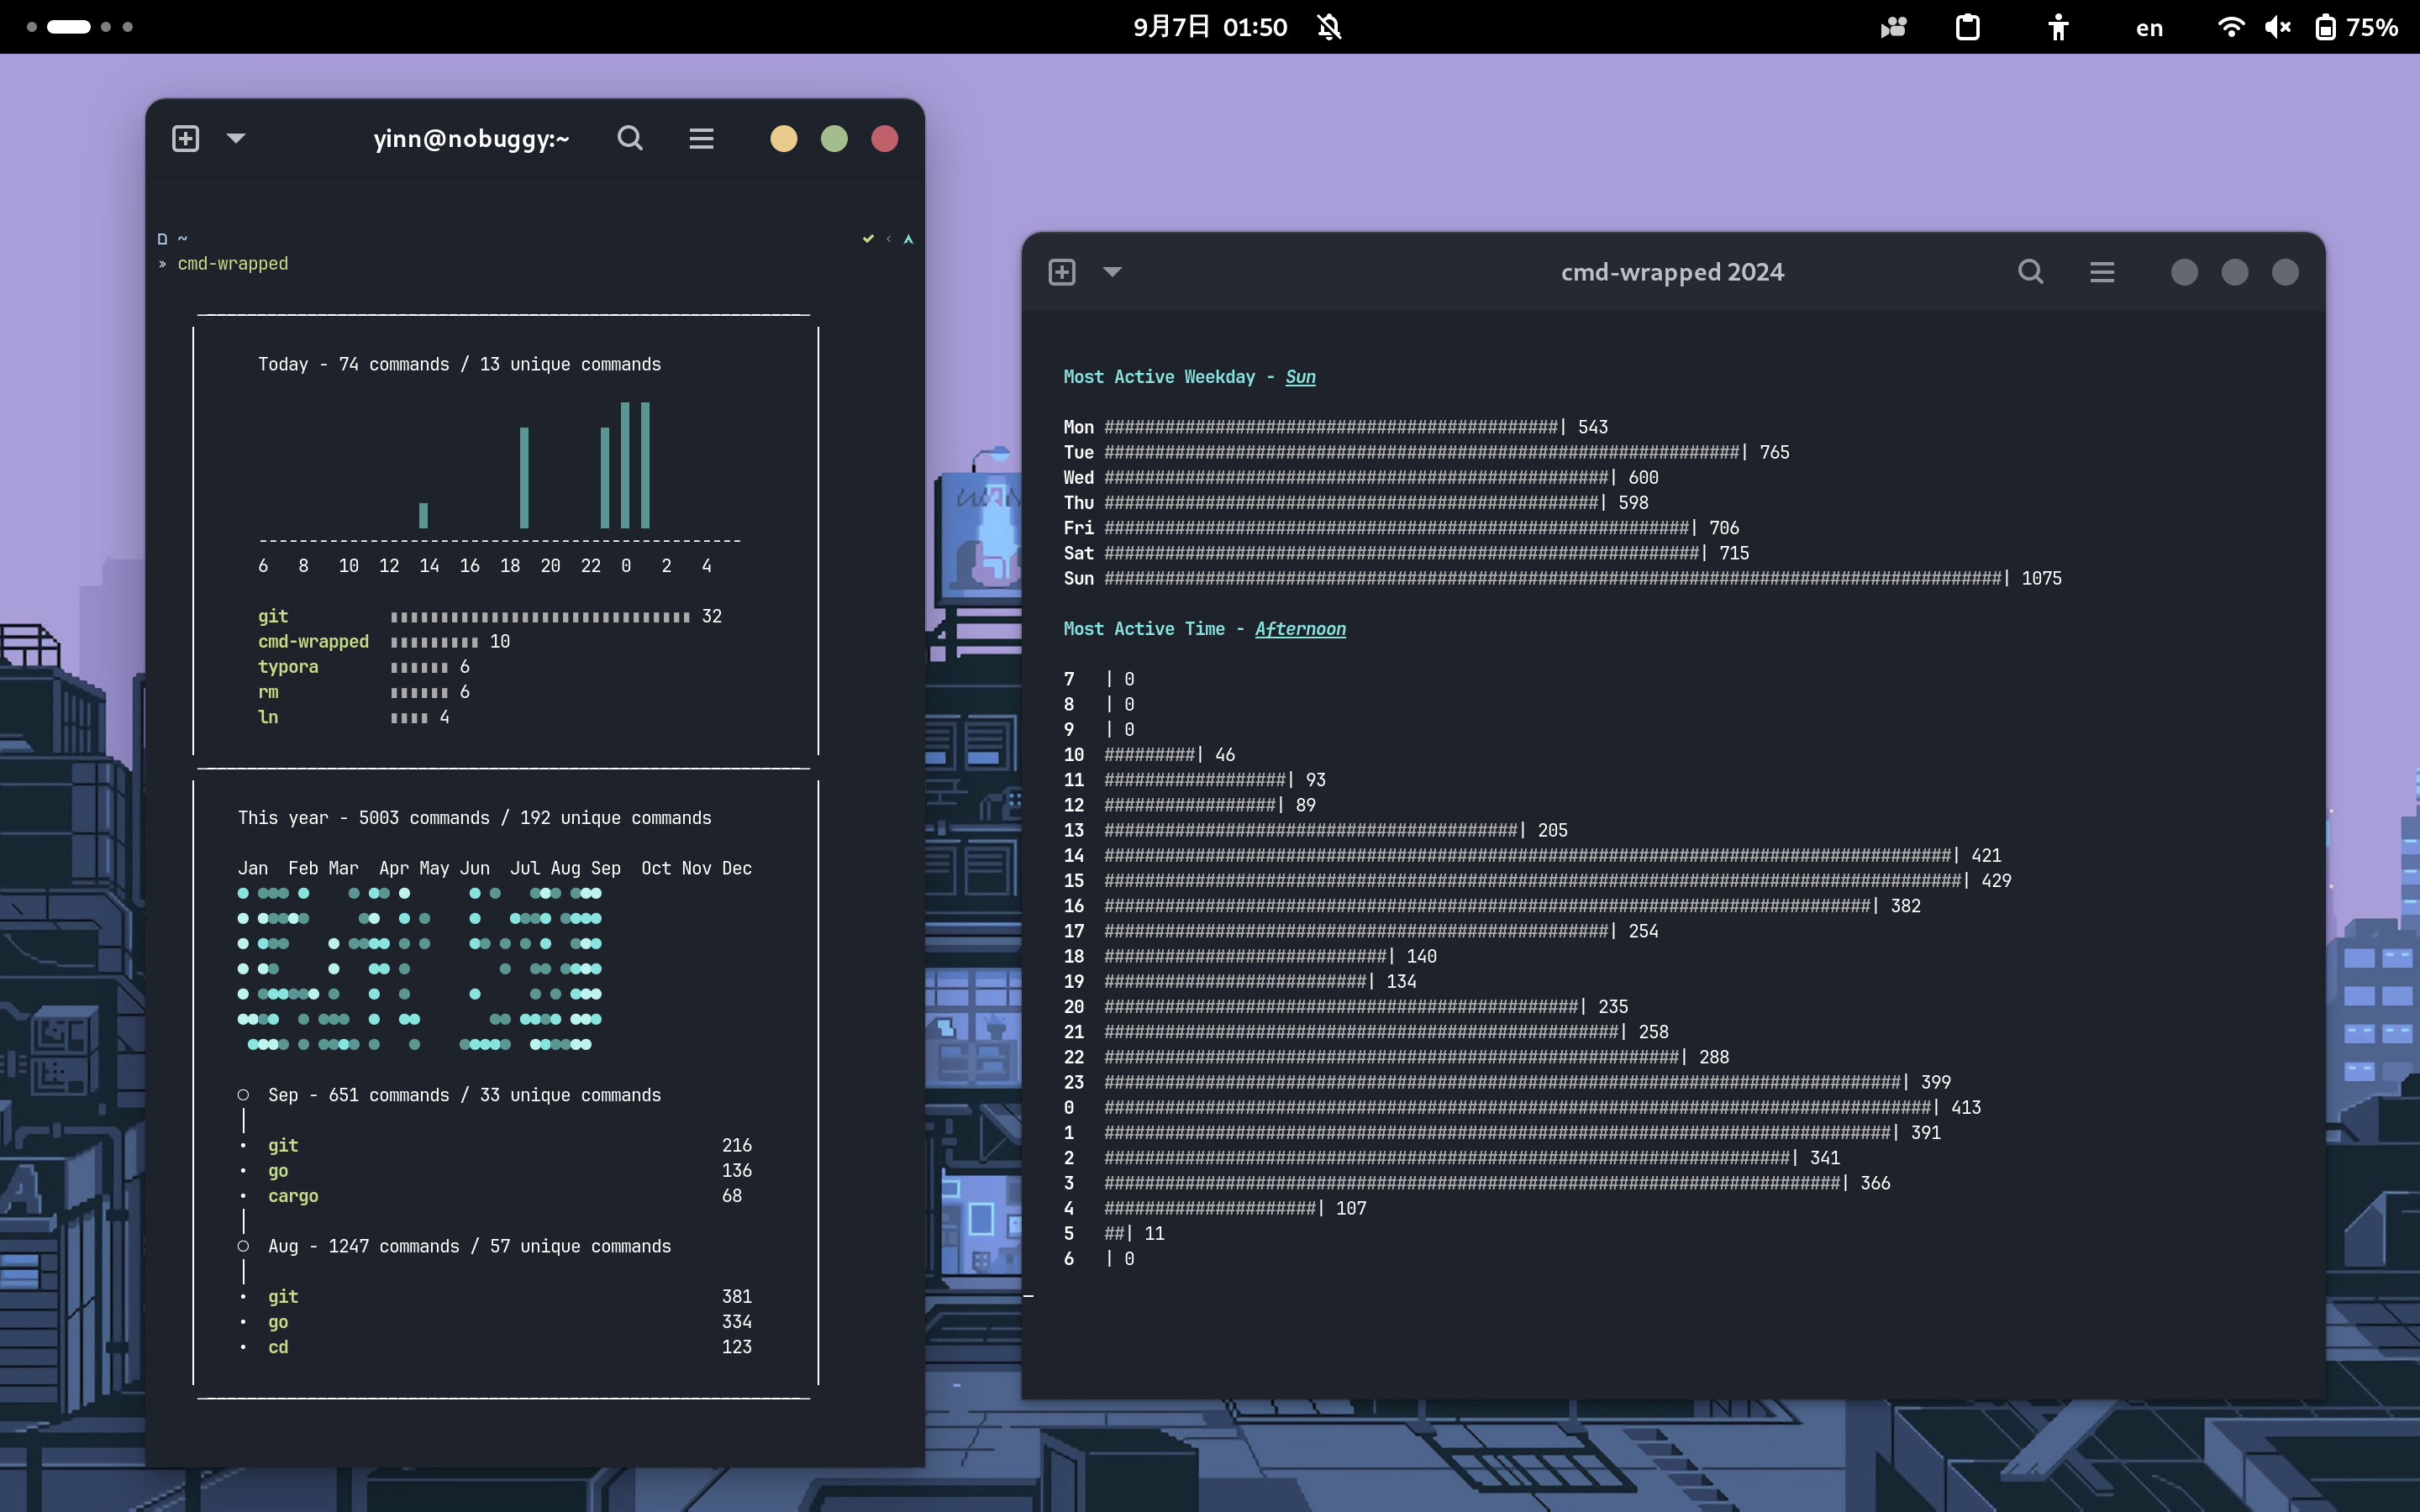 9月7日 01:50
en
75%
yinn@nobuggy:~
~
» cmd-wrapped
Today - 74 commands / 13 unique commands
6 8 10 12 14 16 18 20 22 0 2 4
git 32
cmd-wrapped 10
typora 6
rm 6
ln 4
This year - 5003 commands / 192 unique commands
Jan Feb Mar Apr May Jun Jul Aug Sep Oct Nov Dec
Sep - 651 commands / 33 unique commands
git 216
go 136
cargo 68
Aug - 1247 commands / 57 unique commands
git 381
go 334
cd 123
cmd-wrapped 2024
Most Active Weekday - Sun
Mon #############################################| 543
Tue ###############################################################| 765
Wed ##################################################| 600
Thu #################################################| 598
Fri ##########################################################| 706
Sat ###########################################################| 715
Sun #########################################################################################| 1075
Most Active Time - Afternoon
7 | 0
8 | 0
9 | 0
10 #########| 46
11 ##################| 93
12 #################| 89
13 #########################################| 205
14 ####################################################################################| 421
15 #####################################################################################| 429
16 ############################################################################| 382
17 ##################################################| 254
18 ############################| 140
19 ##########################| 134
20 ###############################################| 235
21 ###################################################| 258
22 #########################################################| 288
23 ###############################################################################| 399
0 ##################################################################################| 413
1 ##############################################################################| 391
2 ####################################################################| 341
3 #########################################################################| 366
4 #####################| 107
5 ##| 11
6 | 0